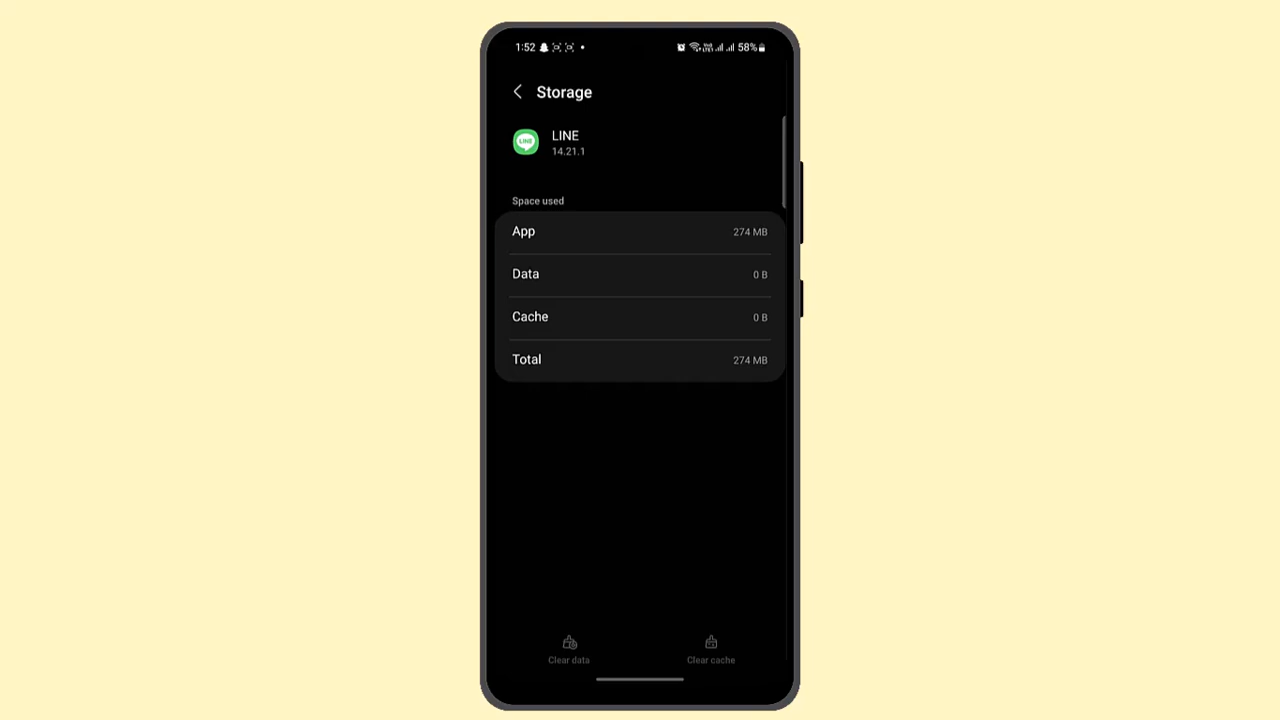 1:52
58%
Storage
LINE
LINE
14.21.1
Space used
App 274 MB
Data 0 B
Cache 0 B
Total 274 MB
Clear data Clear cache